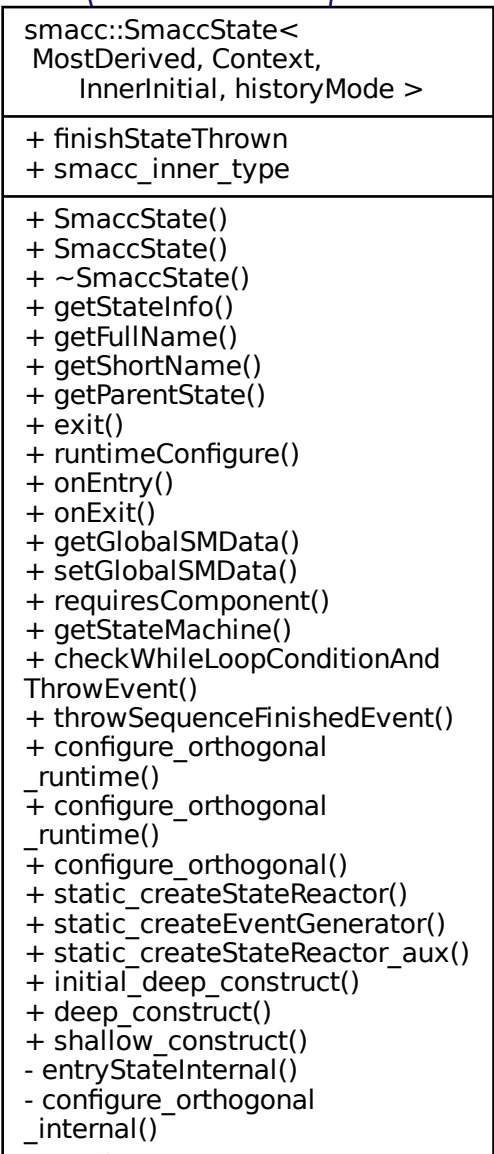 smacc::SmaccState<
MostDerived, Context,
InnerInitial, historyMode >
+ finishStateThrown
+ smacc_inner_type
+ SmaccState()
+ SmaccState()
+ ~SmaccState()
+ getStateInfo()
+ getFullName()
+ getShortName()
+ getParentState()
+ exit()
+ runtimeConfigure()
+ onEntry()
+ onExit()
+ getGlobalSMData()
+ setGlobalSMData()
+ requiresComponent()
+ getStateMachine()
+ checkWhileLoopConditionAnd
ThrowEvent()
+ throwSequenceFinishedEvent()
+ configure_orthogonal
_runtime()
+ configure_orthogonal
_runtime()
+ configure_orthogonal()
+ static_createStateReactor()
+ static_createEventGenerator()
+ static_createStateReactor_aux()
+ initial_deep_construct()
+ deep_construct()
+ shallow_construct()
- entryStateInternal()
- configure_orthogonal
_internal()